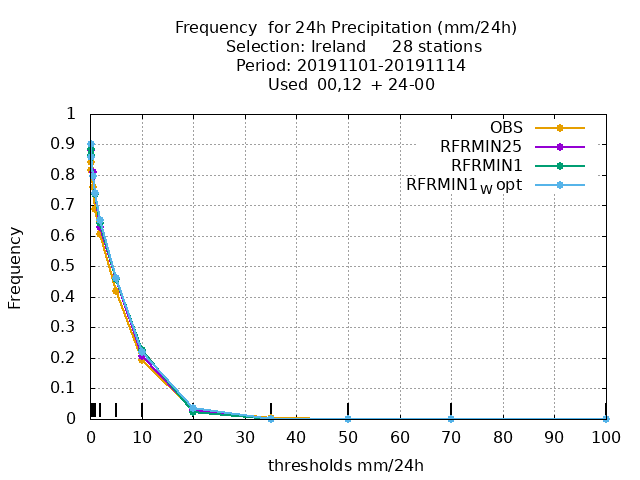 Frequency  for 24h Precipitation (mm/24h)
Selection: Ireland     28 stations
Period: 20191101-20191114
Used  00,12  + 24-00
OBS
RFRMIN25
RFRMIN1
RFRMIN1w opt
1
0.9
0.8
0.7
0.6
0.5
0.4
0.3
0.2
0.1
0
Frequency
0 10 20 30 40 50 60 70 80 90 100
thresholds mm/24h